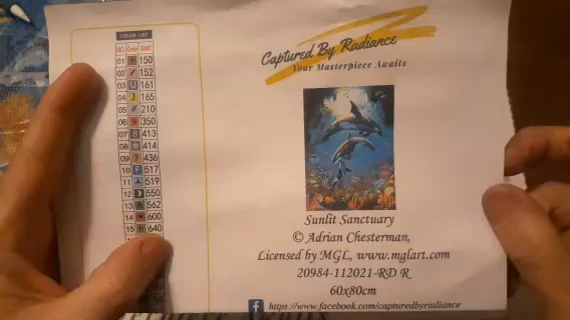 COLOR LIST
NO Code DMC
01 150
02 / 152
03 U 161
04 J 165
05 // 210
06 9 350
07 8 413
08 414
09 ? 436
10 F 517
11 519
12 550
13 562
14 600
15 640
Captured By Radiance
Your Masterpiece Awaits
Sunlit Sanctuary
© Adrian Chesterman,
Licensed by MGL, www.mglart.com
20984-112021-RD R
60x80cm
https://www.facebook.com/capturedbyradiance